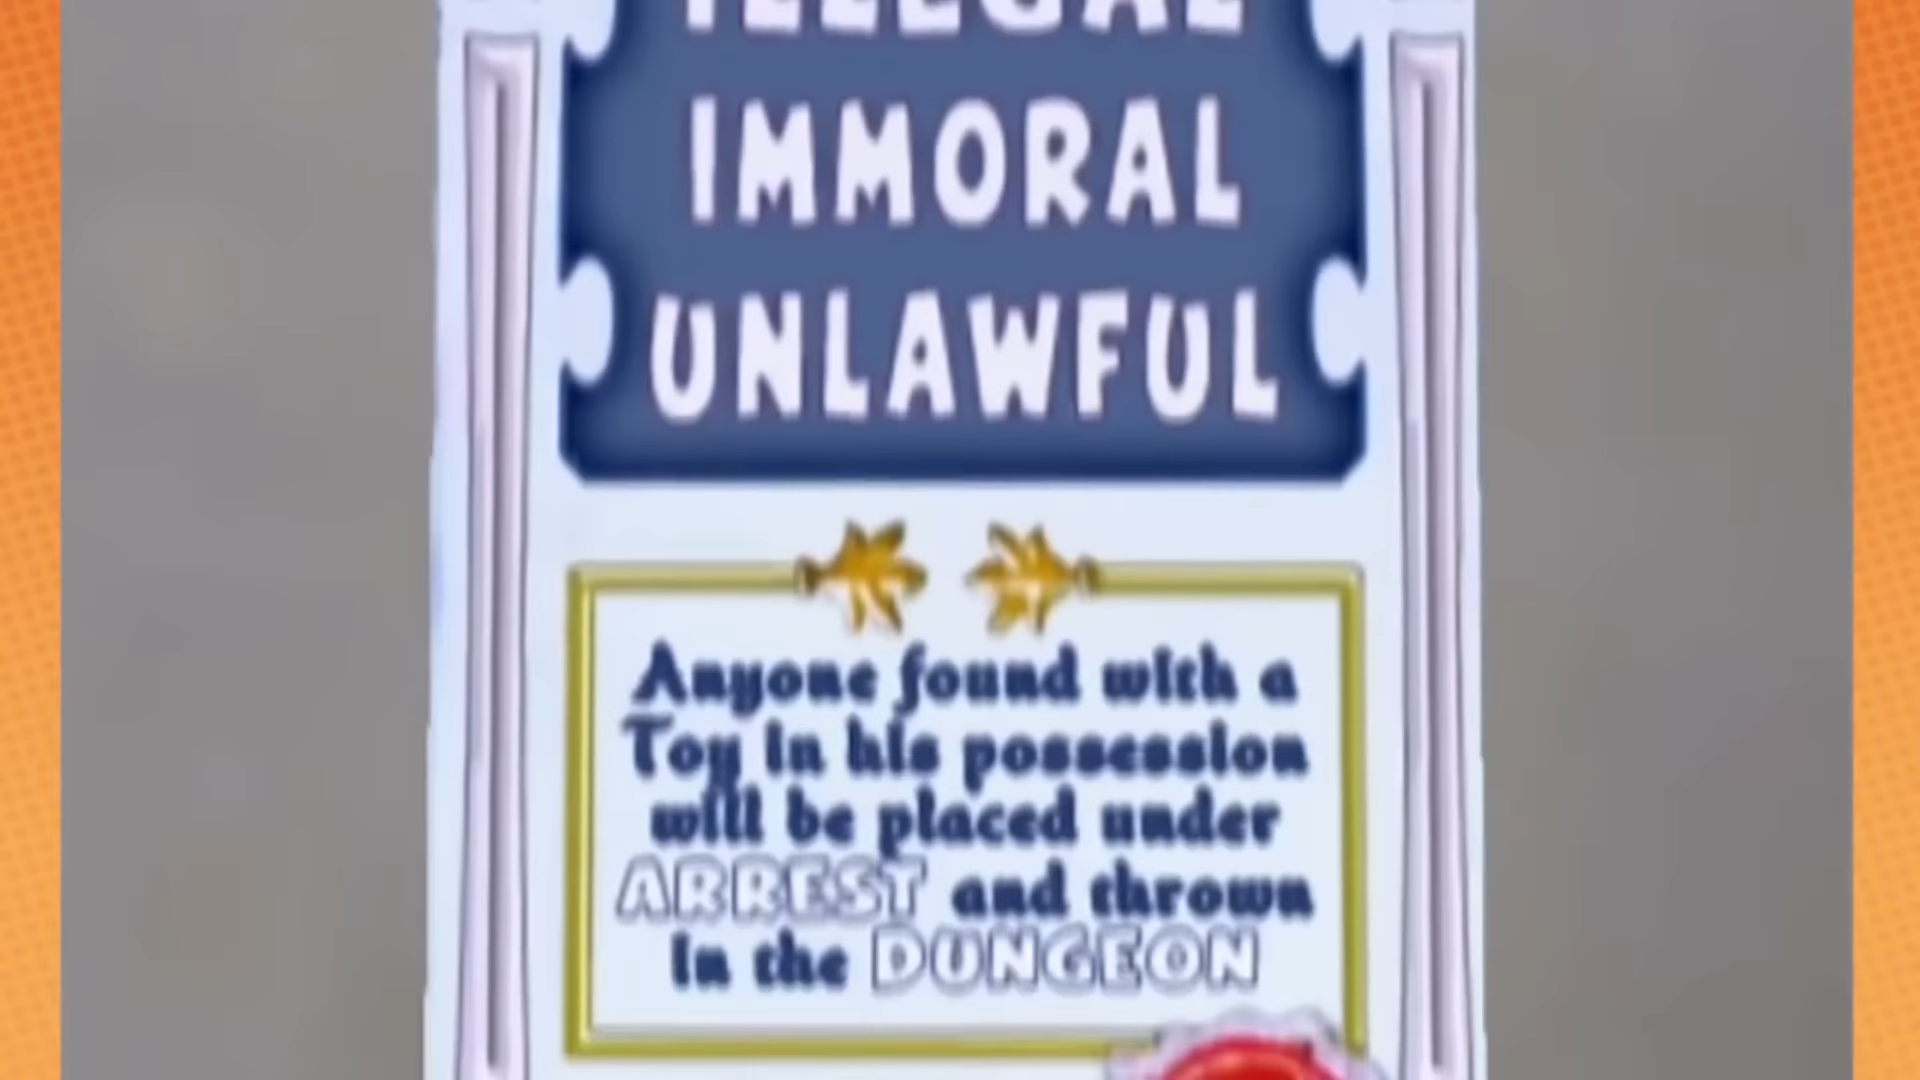 ILLEGAL
IMMORAL
UNLAWFUL
Anyone found with a
Toy in his possession
will be placed under
ARREST and thrown
in the DUNGEON